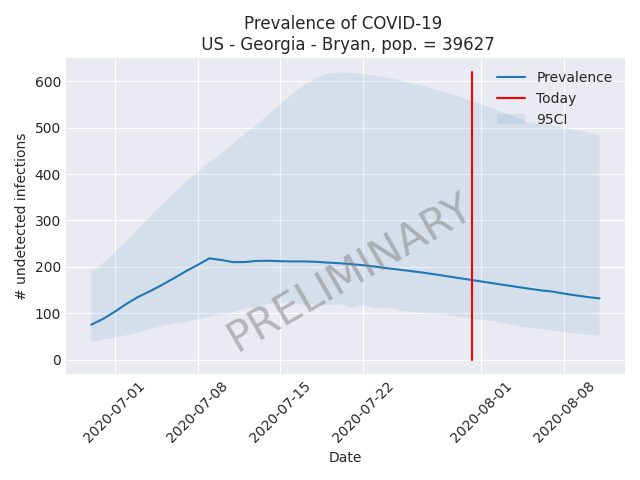 Prevalence of COVID-19
US - Georgia - Bryan, pop. = 39627
# undetected infections
600
500
400
300
200
100
0
Prevalence
Today
95CI
PRELIMINARY
2020-07-01
2020-07-08
2020-07-15
2020-07-22
2020-08-01
2020-08-08
Date